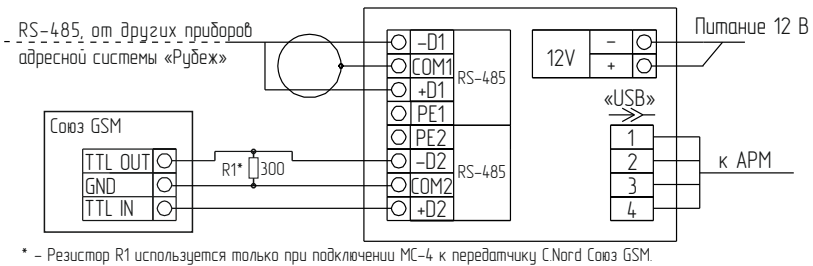 RS-485, от других приборов
адресной системы «Рубеж»
-D1
COM1
+D1
PE1
RS-485
PE2
-D2
COM2
+D2
RS-485
12V
-
+
Питание 12 В
«USB»
1
2
3
4
к АРМ
Союз GSM
TTL OUT
GND
TTL IN
R1*
300
* - Резистор R1 используется только при подключении МС-4 к передатчику C.Nord Союз GSM.